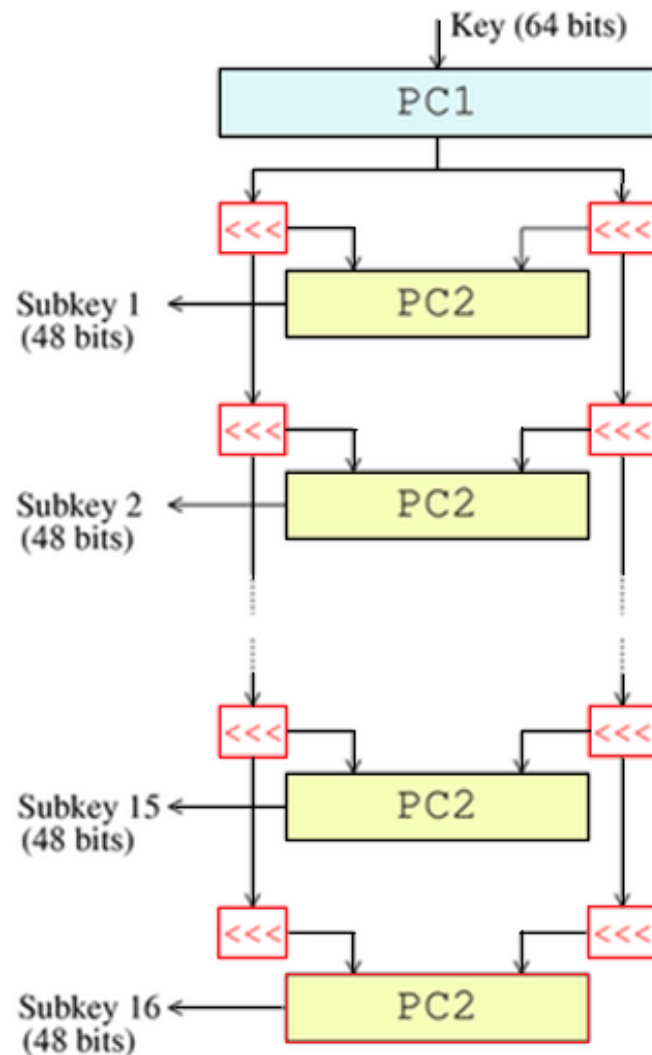 Key (64 bits)
PC1
<<< <<<
PC2
Subkey 1
(48 bits)
<<< <<<
PC2
Subkey 2
(48 bits)
<<< <<<
PC2
Subkey 15
(48 bits)
<<< <<<
PC2
Subkey 16
(48 bits)